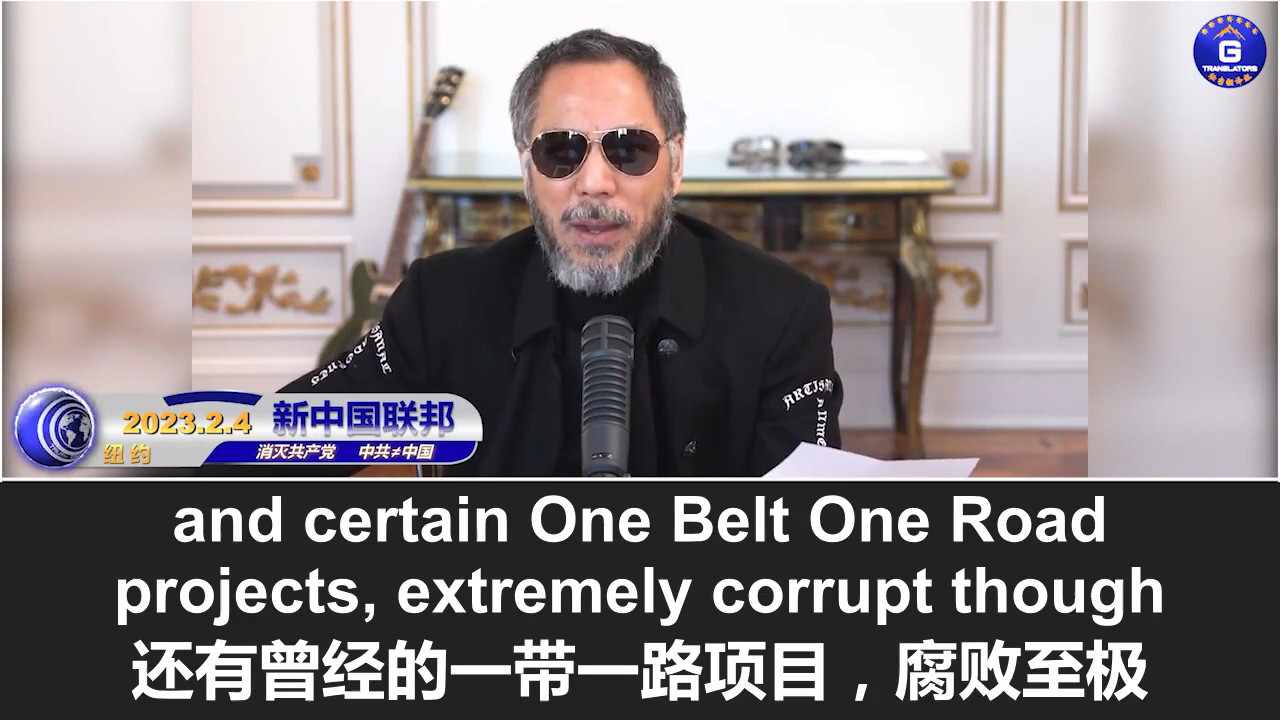 G
TRANSLATORS
ARTISANAL
2023.2.4
新中国联邦
纽约
消灭共产党 中共≠中国
and certain One Belt One Road
projects, extremely corrupt though
还有曾经的一带一路项目，腐败至极